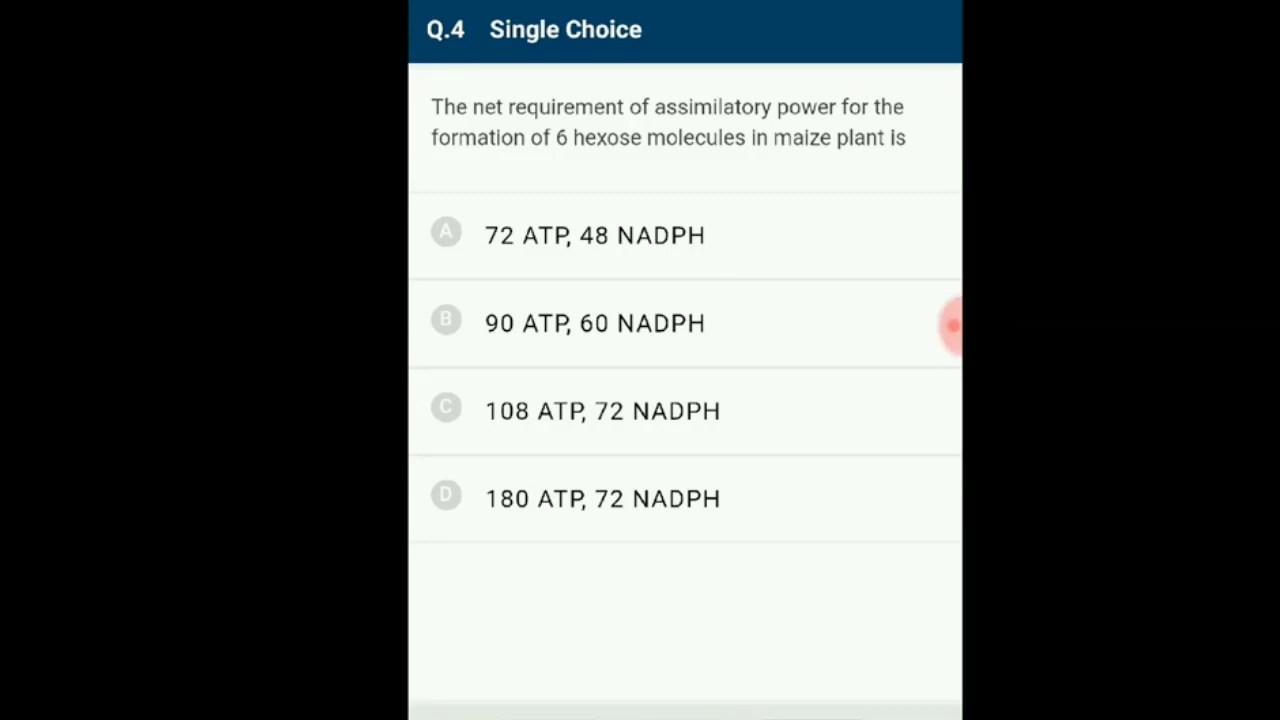 Q.4 Single Choice
The net requirement of assimilatory power for the
formation of 6 hexose molecules in maize plant is
A 72 ATP, 48 NADPH
B 90 ATP, 60 NADPH
C 108 ATP, 72 NADPH
D 180 ATP, 72 NADPH